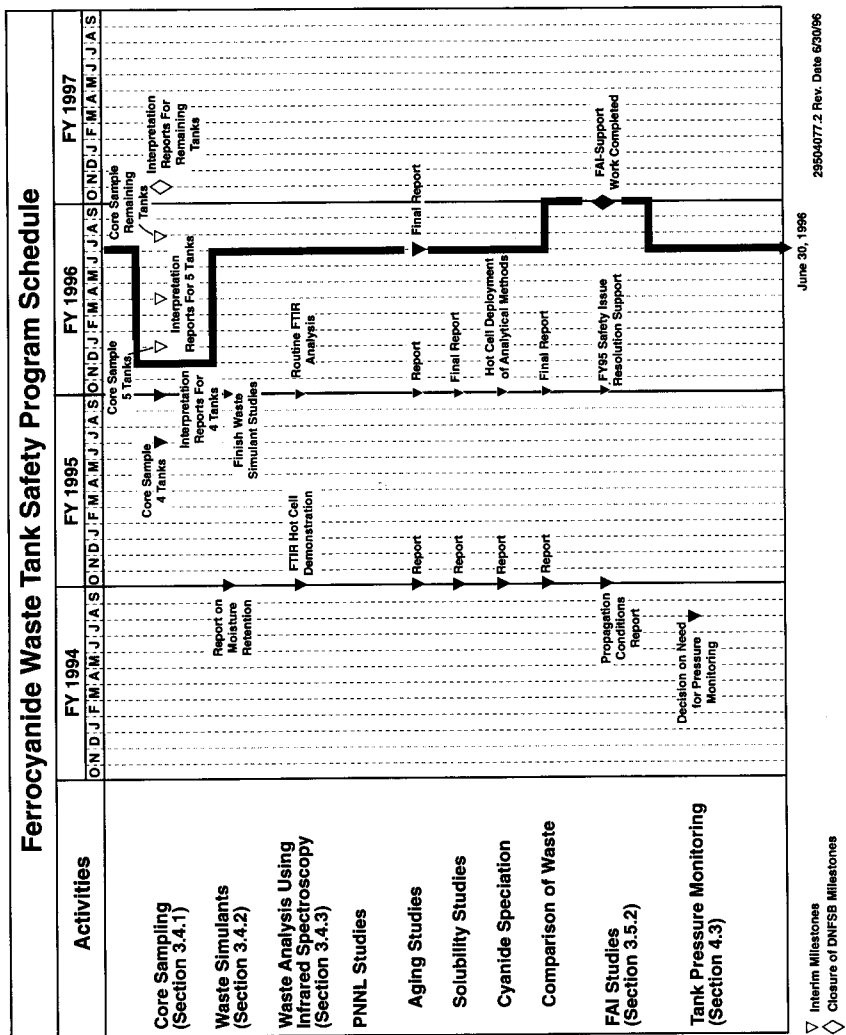 Ferrocyanide Waste Tank Safety Program Schedule
Activities
FY 1994
FY 1995
FY 1996
FY 1997
O N D J F M A M J J A S O N D J F M A M J J A S O N D J F M A M J J A S O N D J F M A M J J A S
Core Sampling
(Section 3.4.1)
Core Sample
4 Tanks
Interpretation
Reports For
4 Tanks
Core Sample
5 Tanks
Interpretation
Reports For 5 Tanks
Core Sample
Remaining
Tanks
Interpretation
Reports For
Remaining
Tanks
Waste Simulants
(Section 3.4.2)
Report on
Moisture
Retention
Finish Waste
Simulant Studies
Waste Analysis Using
Infrared Spectroscopy
(Section 3.4.3)
FTIR Hot Cell
Demonstration
Routine FTIR
Analysis
PNNL Studies
Aging Studies
Report
Report
Final Report
Solubility Studies
Report
Final Report
Cyanide Speciation
Report
Hot Cell Deployment
of Analytical Methods
Comparison of Waste
Report
Final Report
FAI Studies
(Section 3.5.2)
Propagation
Conditions
Report
FY95 Safety Issue
Resolution Support
FAI-Support
Work Completed
Tank Pressure Monitoring
(Section 4.3)
Decision on Need
for Pressure
Monitoring
June 30, 1996
Interim Milestones
Closure of DNFSB Milestones
29504077.2 Rev. Date 6/30/96